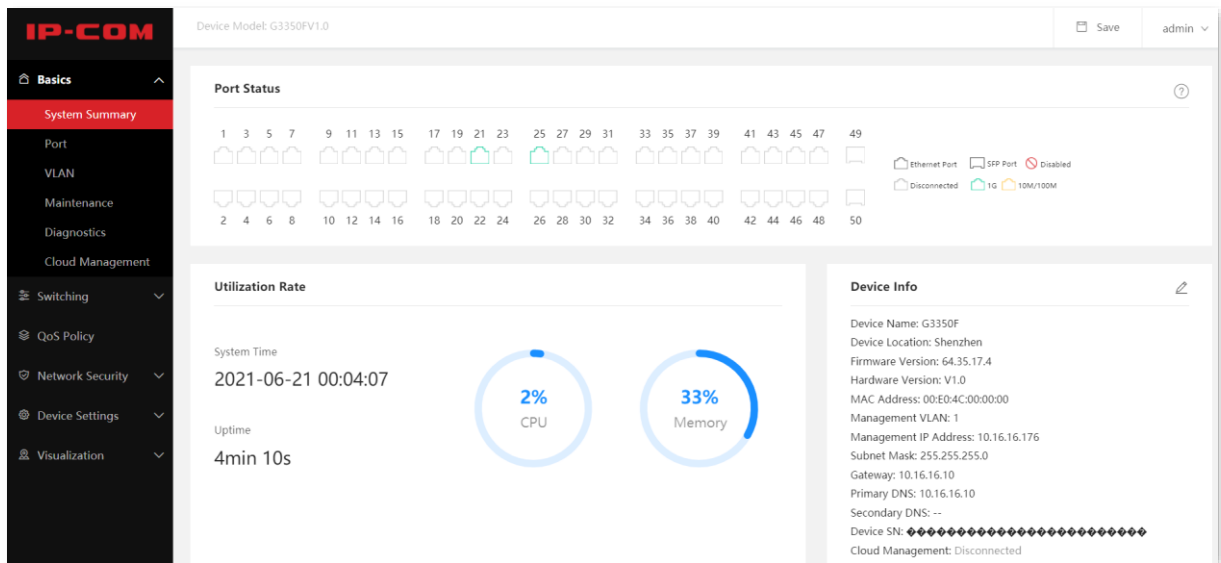 IP-COM
Device Model: G3350FV1.0
Save
admin
Basics
System Summary
Port
VLAN
Maintenance
Diagnostics
Cloud Management
Switching
QoS Policy
Network Security
Device Settings
Visualization
Port Status
1 3 5 7 9 11 13 15 17 19 21 23 25 27 29 31 33 35 37 39 41 43 45 47 49
Ethernet Port SFP Port Disabled
Disconnected 1G 10M/100M
2 4 6 8 10 12 14 16 18 20 22 24 26 28 30 32 34 36 38 40 42 44 46 48 50
Utilization Rate
System Time
2021-06-21 00:04:07
Uptime
4min 10s
2%
CPU
33%
Memory
Device Info
Device Name: G3350F
Device Location: Shenzhen
Firmware Version: 64.35.17.4
Hardware Version: V1.0
MAC Address: 00:E0:4C:00:00:00
Management VLAN: 1
Management IP Address: 10.16.16.176
Subnet Mask: 255.255.255.0
Gateway: 10.16.16.10
Primary DNS: 10.16.16.10
Secondary DNS: --
Device SN:
Cloud Management: Disconnected